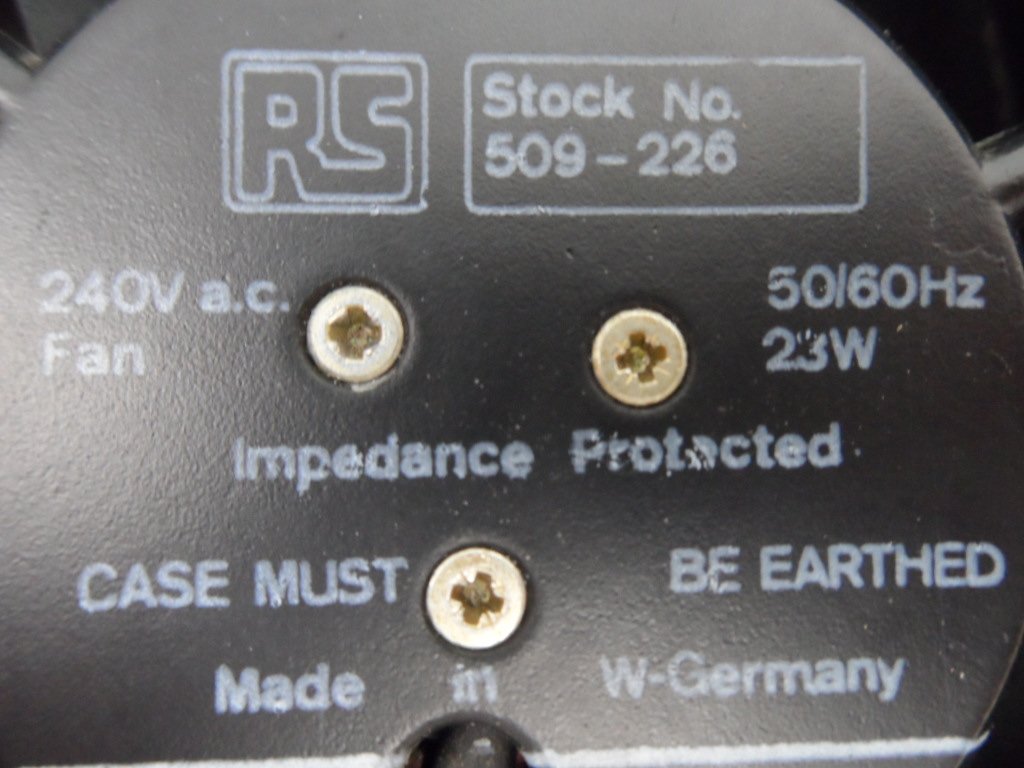 RS
Stock No.
509-226
240V a.c.
Fan
50/60Hz
23W
Impedance Protected
CASE MUST BE EARTHED
Made in W-Germany